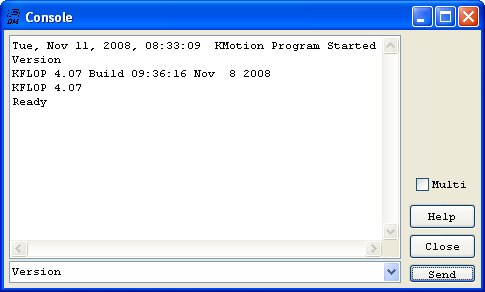 Console
Tue, Nov 11, 2008, 08:33:09  KMotion Program Started
Version
KFLOP 4.07 Build 09:36:16 Nov  8 2008
KFLOP 4.07
Ready
Multi
Help
Close
Version
Send